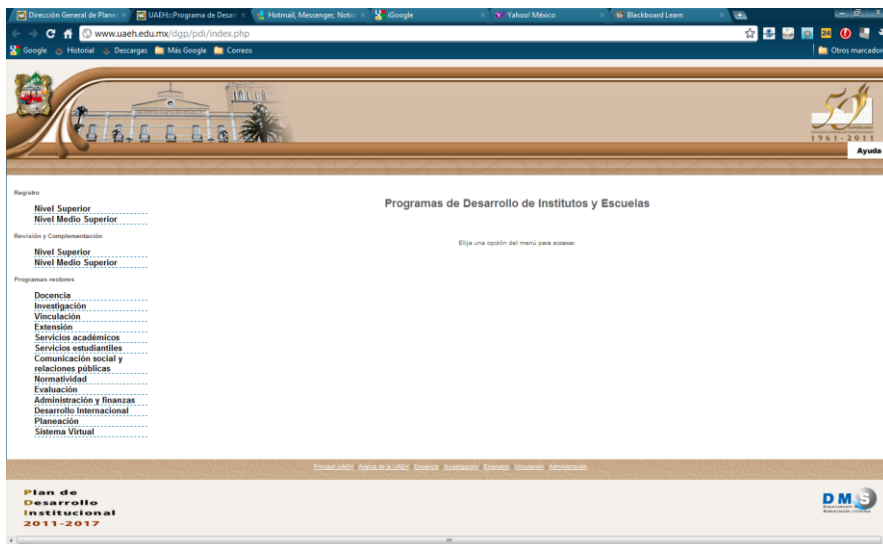 Dirección General de Planea
UAEH::Programa de Desarr
Hotmail, Messenger, Notic
iGoogle
Yahoo! México
Blackboard Learn
www.uaeh.edu.mx/dgp/pdi/index.php
Google Historial Descargas Más Google Correos Otros marcador
50
1961-2011
Ayuda
Registro
Nivel Superior
Nivel Medio Superior
Revisión y Complementación
Nivel Superior
Nivel Medio Superior
Programas rectores
Docencia
Investigación
Vinculación
Extensión
Servicios académicos
Servicios estudiantiles
Comunicación social y
relaciones públicas
Normatividad
Evaluación
Administración y finanzas
Desarrollo Internacional
Planeación
Sistema Virtual
Programas de Desarrollo de Institutos y Escuelas
Elija una opción del menú para accesar
Principal UAEH Acerca de la UAEH Docencia Investigación Extensión Vinculación Administración
Plan de
Desarrollo
Institucional
2011-2017
DMS